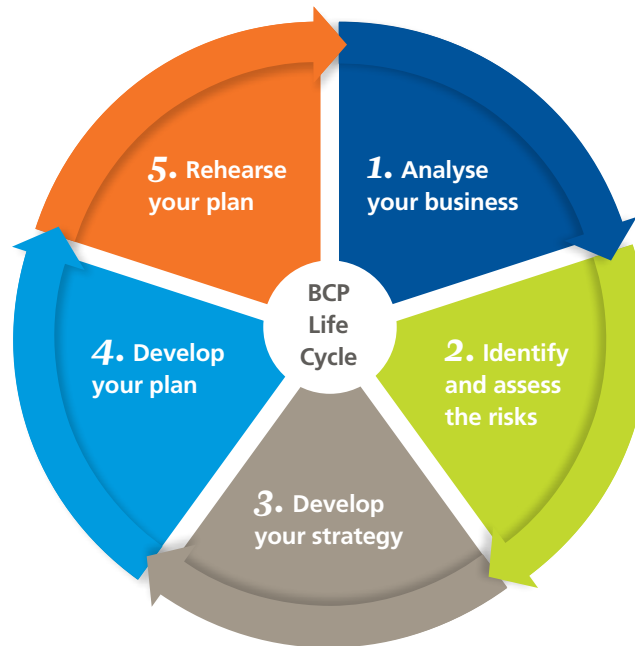 BCP
Life
Cycle
1. Analyse
your business
2. Identify
and assess
the risks
3. Develop
your strategy
4. Develop
your plan
5. Rehearse
your plan